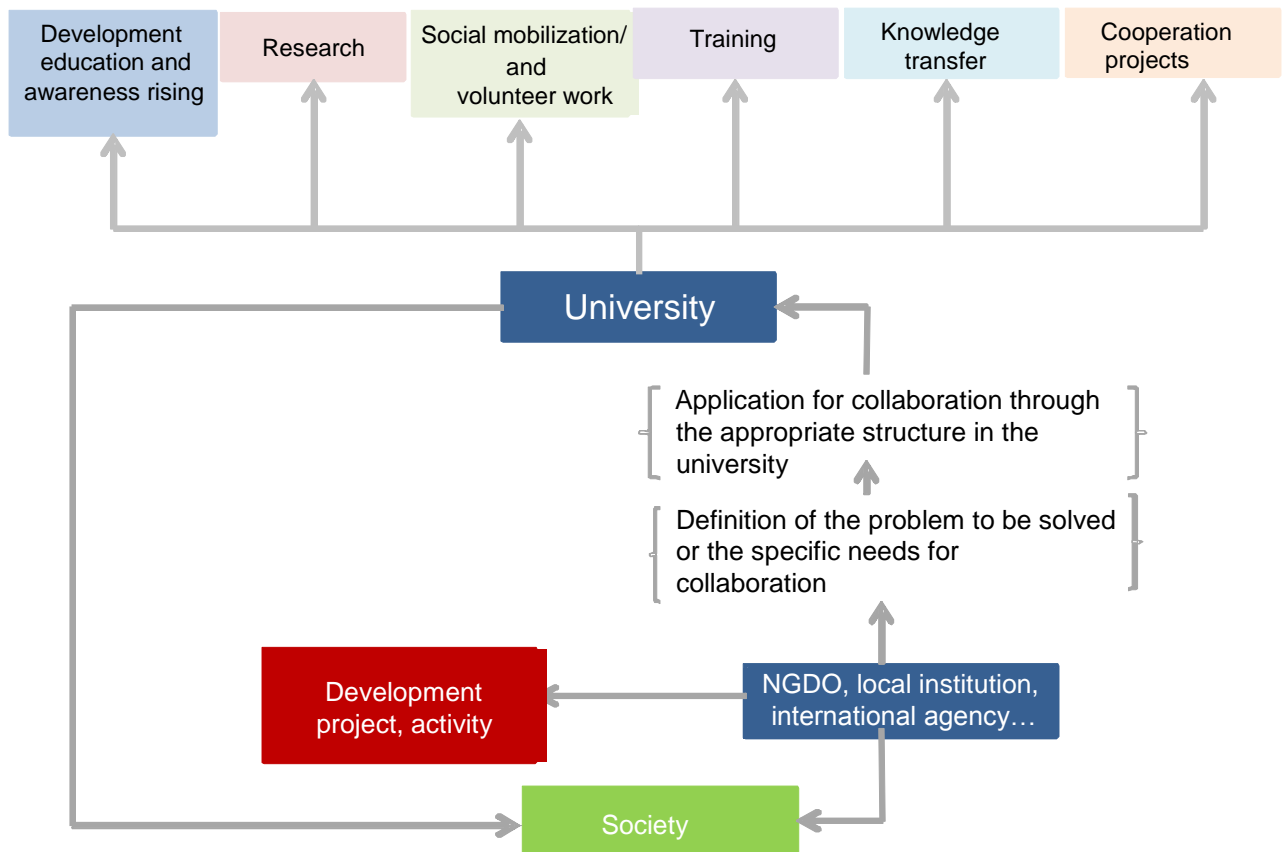 Development
education and
awareness rising
Research
Social mobilization/
and
volunteer work
Training
Knowledge
transfer
Cooperation
projects
University
Application for collaboration through
the appropriate structure in the
university
Definition of the problem to be solved
or the specific needs for
collaboration
Development
project, activity
NGDO, local institution,
international agency…
Society